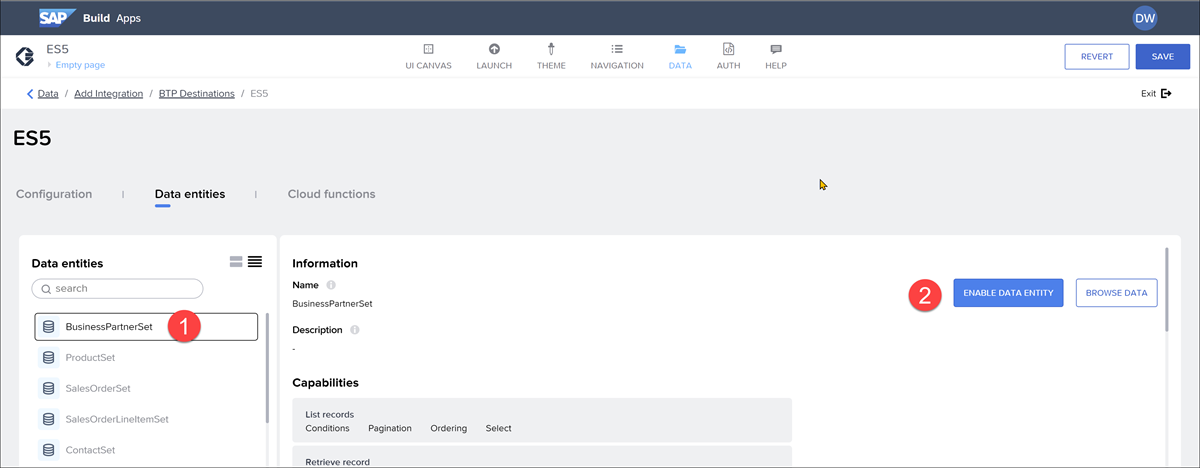 SAP Build Apps DW
ES5
Empty page
UI CANVAS LAUNCH THEME NAVIGATION DATA AUTH HELP
REVERT SAVE
Data / Add Integration / BTP Destinations / ES5
Exit
ES5
Configuration | Data entities | Cloud functions
Data entities
search
BusinessPartnerSet 1
ProductSet
SalesOrderSet
SalesOrderLineItemSet
ContactSet
Information
Name
BusinessPartnerSet
2 ENABLE DATA ENTITY BROWSE DATA
Description
-
Capabilities
List records
Conditions Pagination Ordering Select
Retrieve record